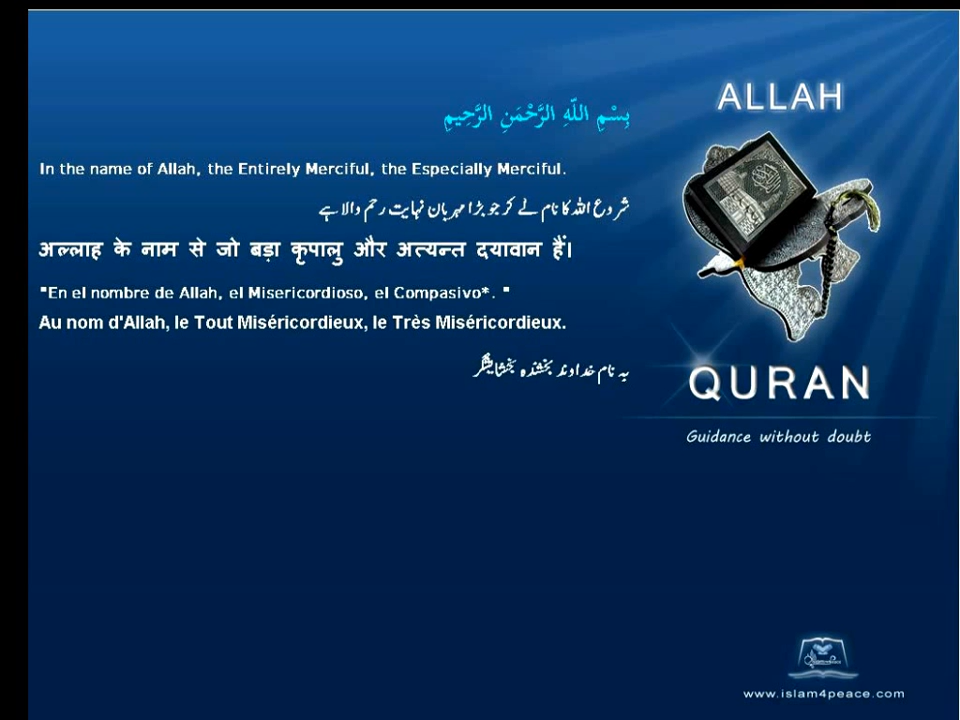 بِسْمِ اللّهِ الرَّحْمَنِ الرَّحِيمِ
In the name of Allah, the Entirely Merciful, the Especially Merciful.
شروع الله کا نام لے کر جو بڑا مہربان نہایت رحم والا ہے
अल्लाह के नाम से जो बड़ा कृपालु और अत्यन्त दयावान हैं।
"En el nombre de Allah, el Misericordioso, el Compasivo*. "
Au nom d'Allah, le Tout Miséricordieux, le Très Miséricordieux.
به نام خداوند بخشنده بخشایشگر
ALLAH
QURAN
Guidance without doubt
www.islam4peace.com